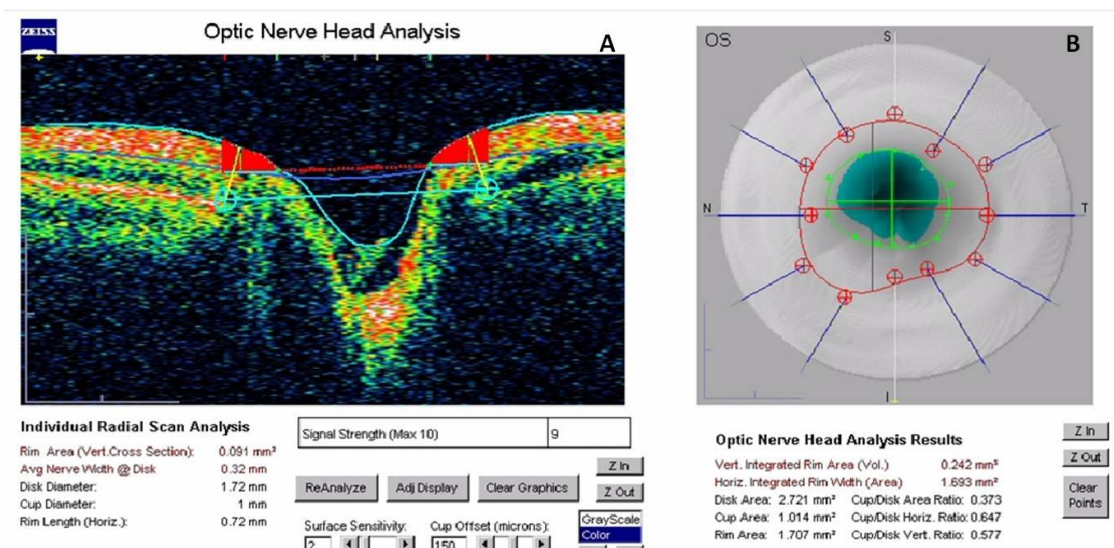 ZEISS
Optic Nerve Head Analysis
A
OS
S
B
N
T
I
Individual Radial Scan Analysis
Rim Area (Vert.Cross Section): 0.091 mm²
Avg Nerve Width @ Disk 0.32 mm
Disk Diameter: 1.72 mm
Cup Diameter: 1 mm
Rim Length (Horiz.): 0.72 mm
Signal Strength (Max 10) 9
Z In
ReAnalyze Adj Display Clear Graphics Z Out
Surface Sensitivity: Cup Offset (microns): GrayScale
2 150 Color
Optic Nerve Head Analysis Results
Vert. Integrated Rim Area (Vol.) 0.242 mm³
Horiz. Integrated Rim Width (Area) 1.693 mm²
Disk Area: 2.721 mm² Cup/Disk Area Ratio: 0.373
Cup Area: 1.014 mm² Cup/Disk Horiz. Ratio: 0.647
Rim Area: 1.707 mm² Cup/Disk Vert. Ratio: 0.577
Z In
Z Out
Clear
Points